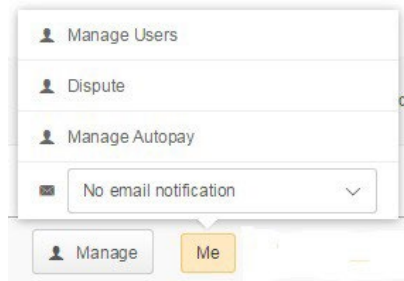 Manage Users
Dispute
Manage Autopay
No email notification
Manage
Me